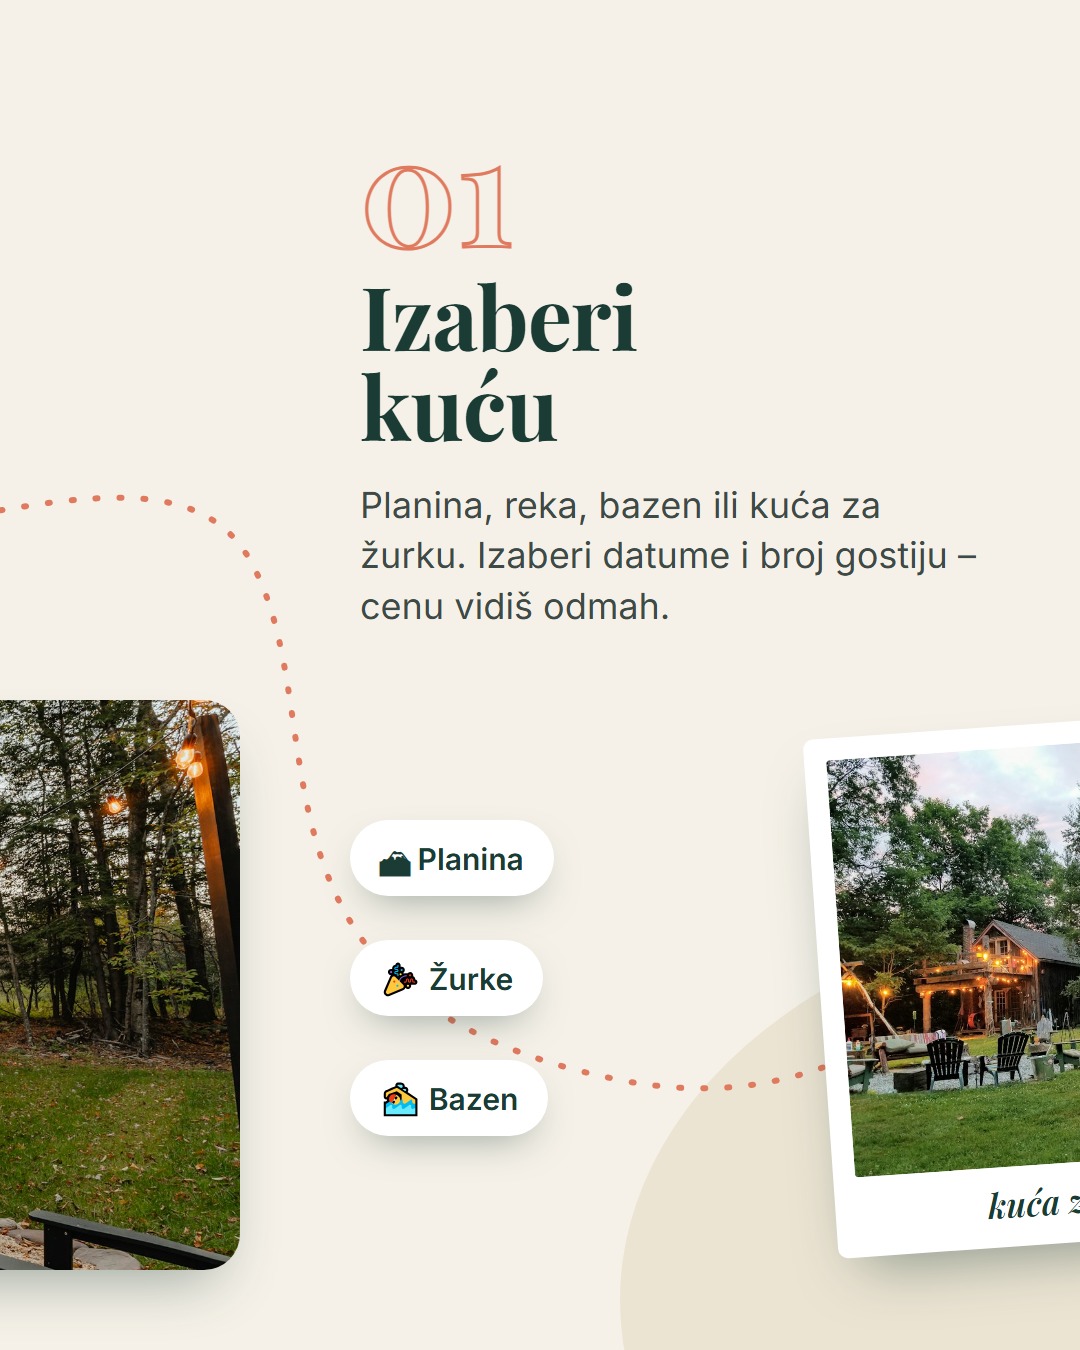 01
Izaberi
kuću
Planina, reka, bazen ili kuća za
žurku. Izaberi datume i broj gostiju –
cenu vidiš odmah.
Planina
Žurke
Bazen
kuća